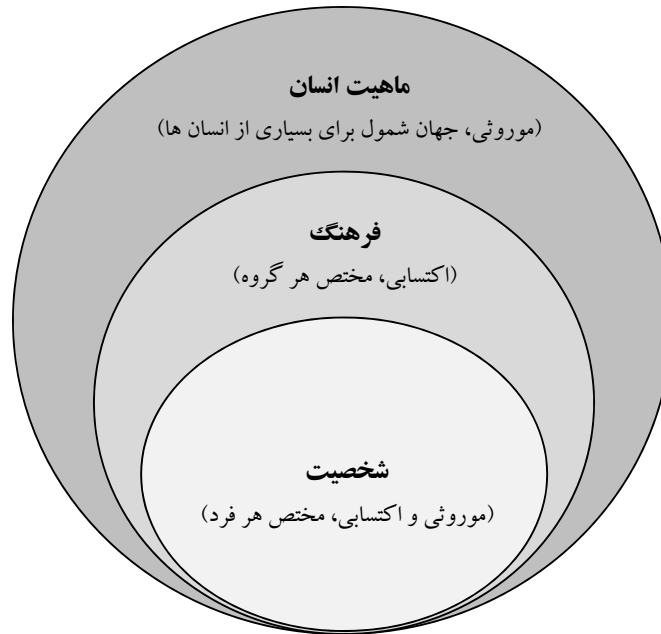 ماهیت انسان
(موروثی، جهان شمول برای بسیاری از انسان ها)
فرهنگ
(اکتسابی، مختص هر گروه)
شخصیت
(موروثی و اکتسابی، مختص هر فرد)